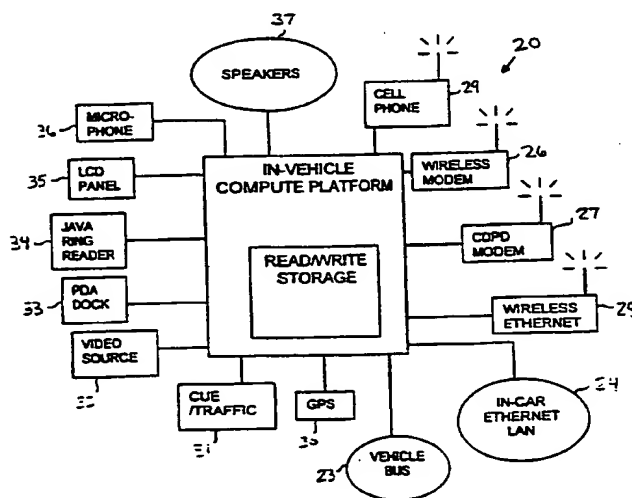 37
SPEAKERS
20
CELL
PHONE
29
36
MICRO-
PHONE
IN-VEHICLE
COMPUTE PLATFORM
WIRELESS
MODEM
26
35
LCD
PANEL
34
JAVA
RING
READER
CDPD
MODEM
27
READ/WRITE
STORAGE
33
PDA
DOCK
WIRELESS
ETHERNET
VIDEO
SOURCE
CUE
/TRAFFIC
31
GPS
30
IN-CAR
ETHERNET
LAN
23
VEHICLE
BUS